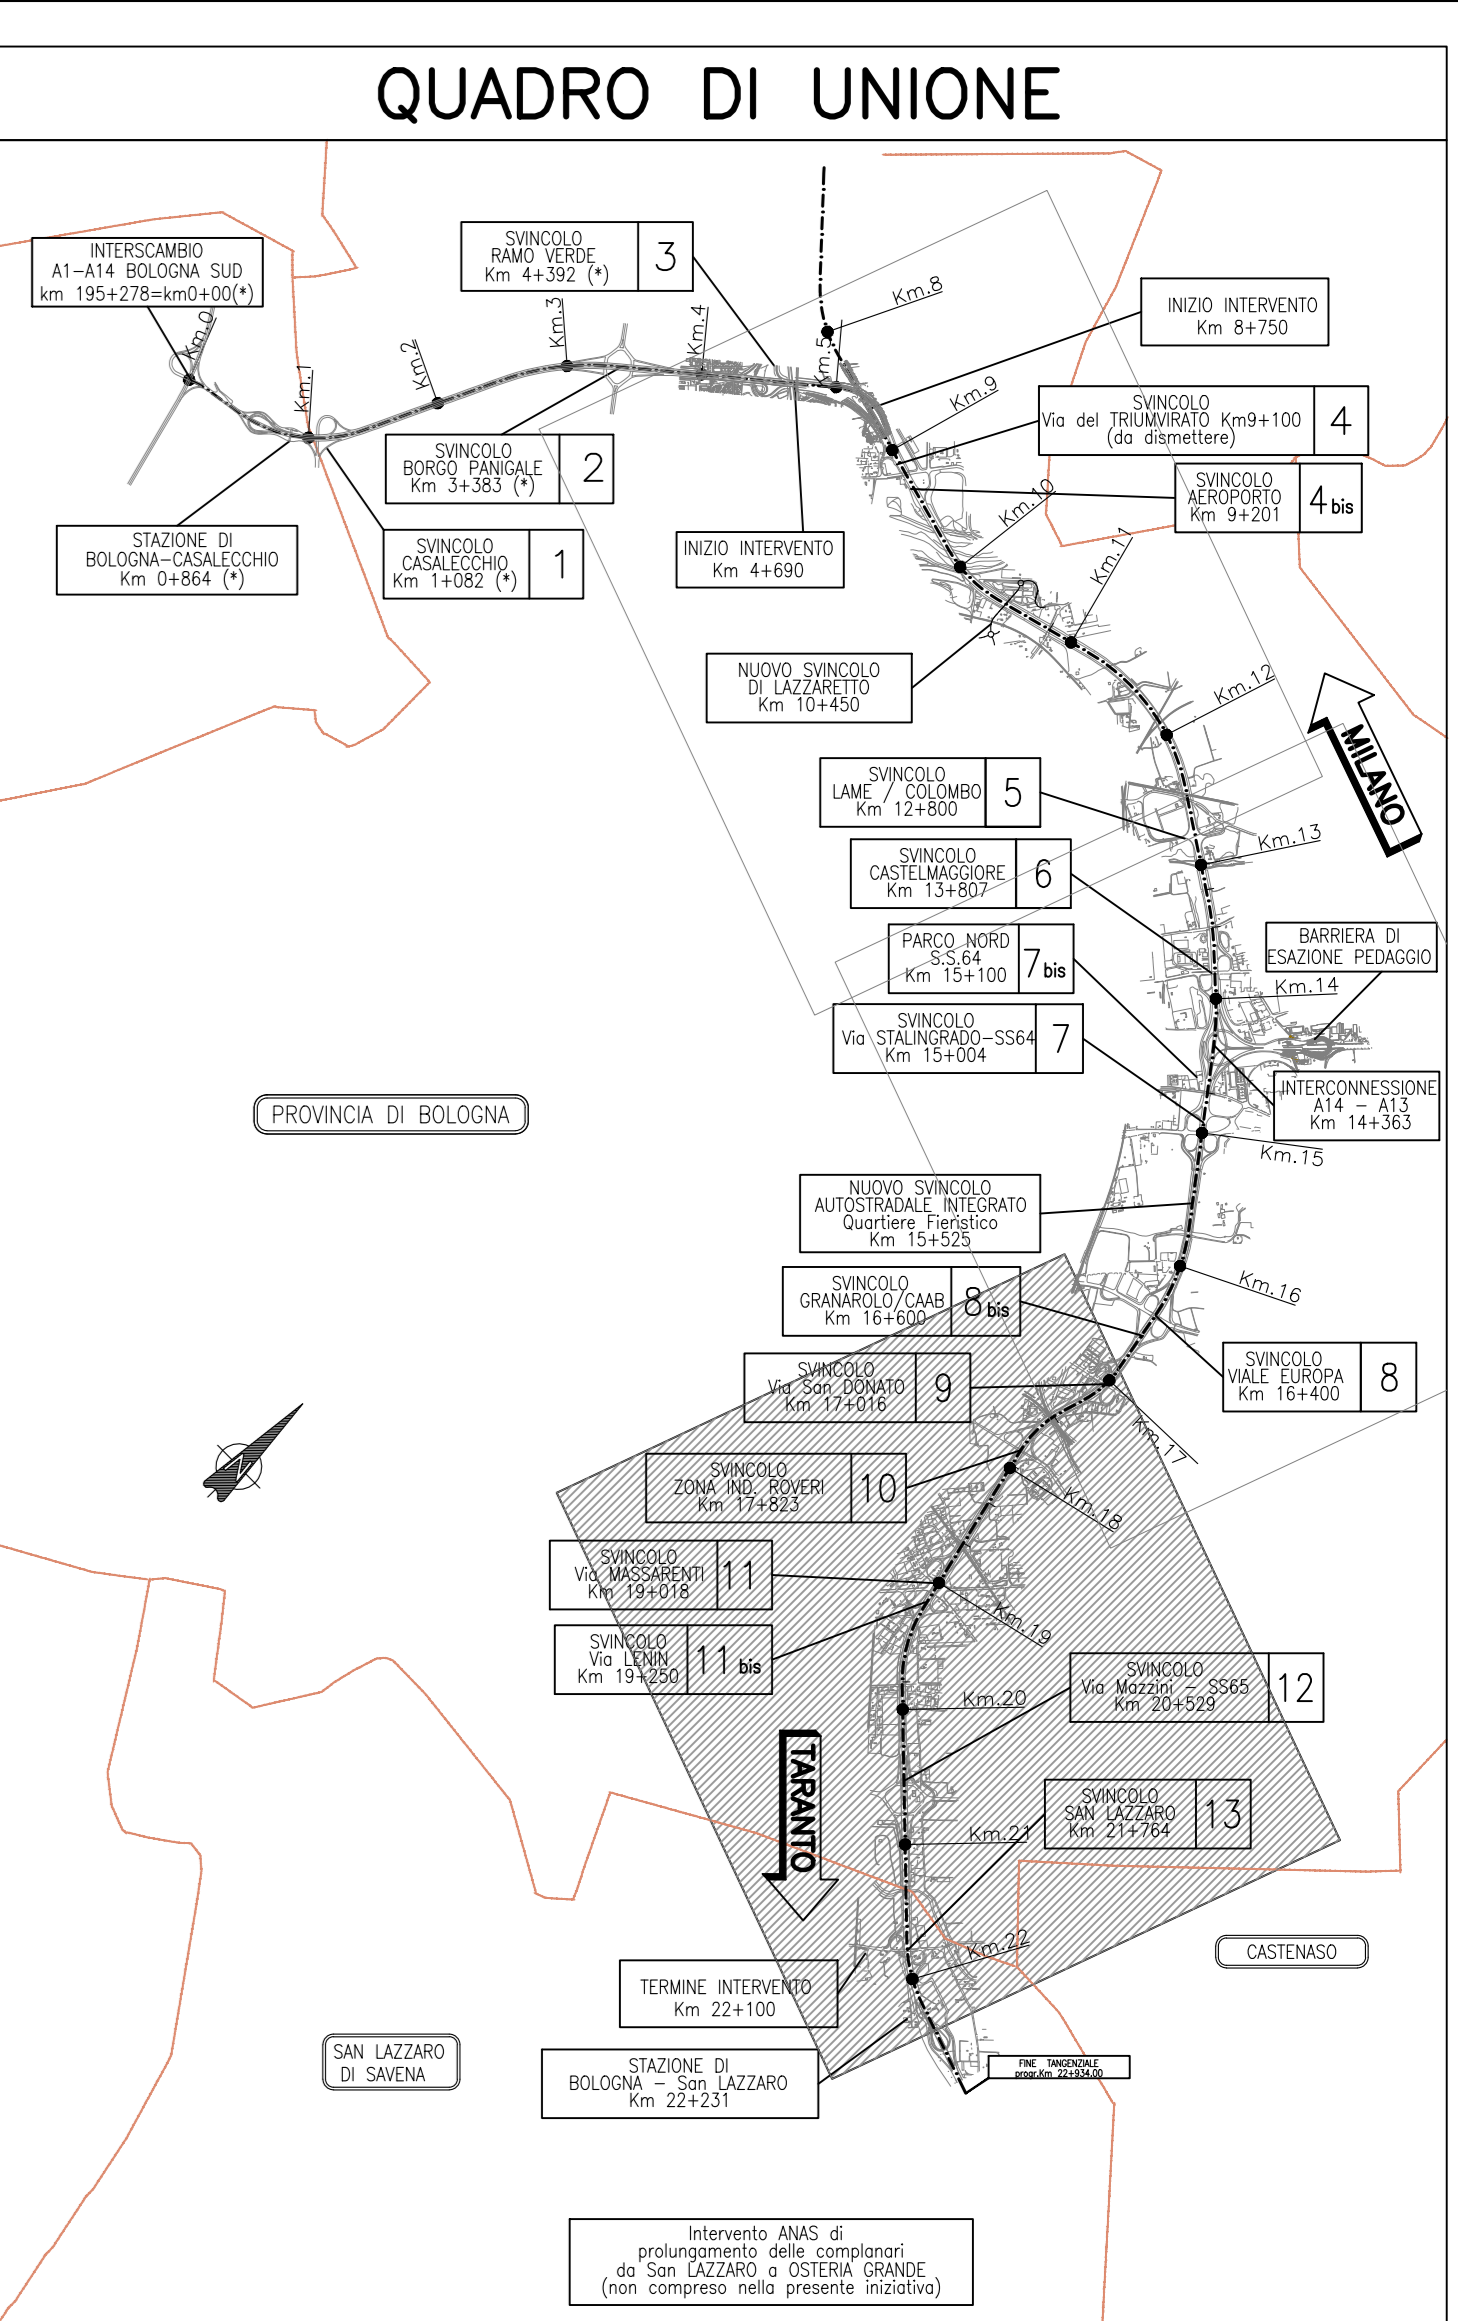 QUADRO DI UNIONE
INTERSCAMBIO
A1-A14 BOLOGNA SUD
km 195+278=km0+00(*)
SVINCOLO
RAMO VERDE
Km 4+392 (*)
3
Km.8
INIZIO INTERVENTO
Km 8+750
Km.0
Km.1
Km.2
Km.3
Km.4
Km.5
Km.9
SVINCOLO
Via del TRIUMVIRATO Km9+100
(da dismettere)
4
SVINCOLO
BORGO PANIGALE
Km 3+383 (*)
2
SVINCOLO
AEROPORTO
Km 9+201
4 bis
Km.10
STAZIONE DI
BOLOGNA-CASALECCHIO
Km 0+864 (*)
SVINCOLO
CASALECCHIO
Km 1+082 (*)
1
INIZIO INTERVENTO
Km 4+690
Km.11
NUOVO SVINCOLO
DI LAZZARETTO
Km 10+450
Km.12
MILANO
SVINCOLO
LAME / COLOMBO
Km 12+800
5
Km.13
SVINCOLO
CASTELMAGGIORE
Km 13+807
6
PARCO NORD
S.S.64
Km 15+100
7 bis
BARRIERA DI
ESAZIONE PEDAGGIO
Km.14
SVINCOLO
Via STALINGRADO-SS64
Km 15+004
7
INTERCONNESSIONE
A14 - A13
Km 14+363
PROVINCIA DI BOLOGNA
Km.15
NUOVO SVINCOLO
AUTOSTRADALE INTEGRATO
Quartiere Fieristico
Km 15+525
Km.16
SVINCOLO
GRANAROLO/CAAB
Km 16+600
8 bis
SVINCOLO
VIALE EUROPA
Km 16+400
8
SVINCOLO
Via San DONATO
Km 17+016
9
Km.17
SVINCOLO
ZONA IND. ROVERI
Km 17+823
10
Km.18
SVINCOLO
Via MASSARENTI
Km 19+018
11
Km.19
SVINCOLO
Via LENIN
Km 19+250
11 bis
SVINCOLO
Via Mazzini - SS65
Km 20+529
12
Km.20
TARANTO
SVINCOLO
SAN LAZZARO
Km 21+764
13
Km.21
Km.22
CASTENASO
TERMINE INTERVENTO
Km 22+100
SAN LAZZARO
DI SAVENA
STAZIONE DI
BOLOGNA - San LAZZARO
Km 22+231
FINE TANGENZIALE
progr.Km 22+934.00
Intervento ANAS di
prolungamento delle complanari
da San LAZZARO a OSTERIA GRANDE
(non compreso nella presente iniziativa)